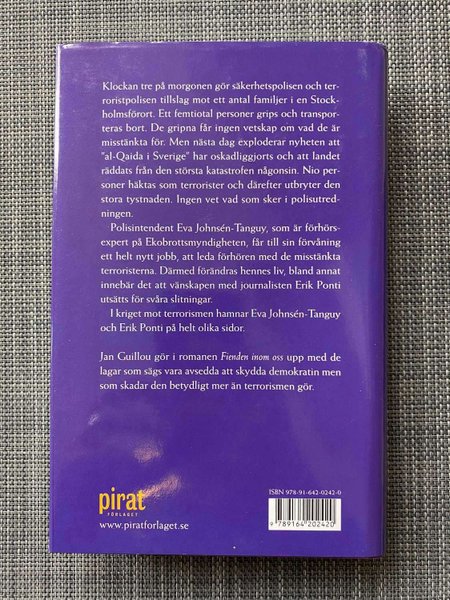 Klockan tre på morgonen gör säkerhetspolisen och ter-
roristpolisen tillslag mot ett antal familjer i en Stock-
holmsförort. Ett femtiotal personer grips och transpor-
teras bort. De gripna får ingen vetskap om vad de är
misstänkta för. Men nästa dag exploderar nyheten att
"al-Qaida i Sverige" har oskadliggjorts och att landet
räddats från den största katastrofen någonsin. Nio per-
soner häktas som terrorister och därefter utbryter den
stora tystnaden. Ingen vet vad som sker i polisutred-
ningen.
Polisintendent Eva Johnsén-Tanguy, som är förhörs-
expert på Ekobrottsmyndigheten, får till sin förvåning
ett helt nytt jobb, att leda förhören med de misstänkta
terroristerna. Därmed förändras hennes liv, bland annat
innebär det att vänskapen med journalisten Erik Ponti
utsätts för svåra slitningar.
I kriget mot terrorismen hamnar Eva Johnsén-Tanguy
och Erik Ponti på helt olika sidor.
Jan Guillou gör i romanen Fienden inom oss upp med de
lagar som sägs vara avsedda att skydda demokratin men
som skadar den betydligt mer än terrorismen gör.
ISBN 978-91-642-0242-0
9 789164 202420
pirat
FÖRLAGET
www.piratforlaget.se